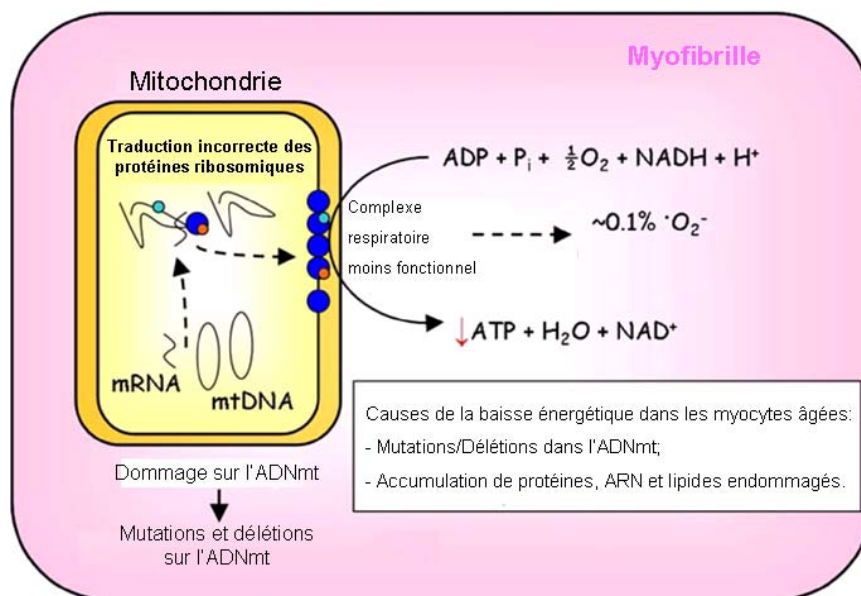 Myofibrille
Mitochondrie
Traduction incorrecte des
protéines ribosomiques
ADP + Pi + ½O2 + NADH + H+
Complexe
respiratoire
moins fonctionnel
~0.1% ·O2-
↓ATP + H2O + NAD+
mRNA
mtDNA
Causes de la baisse énergétique dans les myocytes âgées:
- Mutations/Délétions dans l'ADNmt;
- Accumulation de protéines, ARN et lipides endommagés.
Dommage sur l'ADNmt
Mutations et délétions
sur l'ADNmt